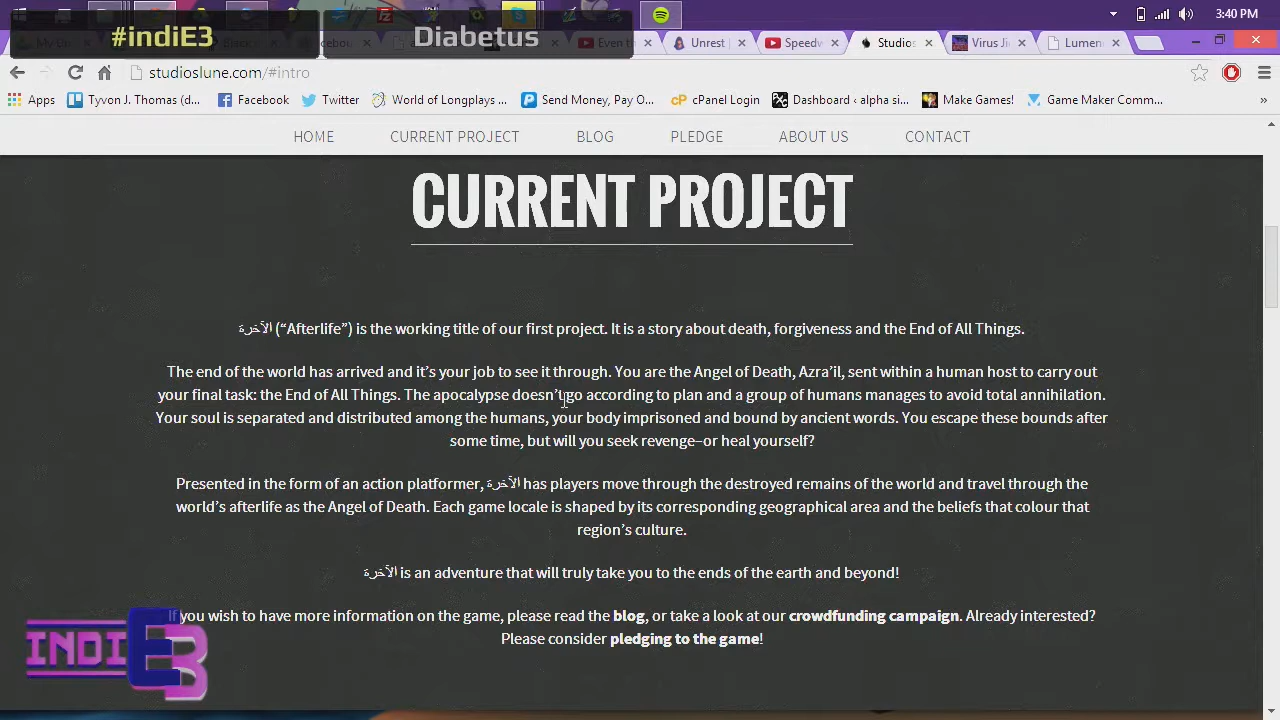 #indiE3
Diabetus
3:40 PM
Even to
Unrest |
Speedv
Studios
Virus Ji
Lumen
studioslune.com/#intro
Apps
Tyvon J. Thomas (d...
Facebook
Twitter
World of Longplays...
Send Money, Pay O...
cPanel Login
Dashboard ‹ alpha si...
Make Games!
Game Maker Comm...
»
HOME
CURRENT PROJECT
BLOG
PLEDGE
ABOUT US
CONTACT
CURRENT PROJECT
الآخرة (“Afterlife”) is the working title of our first project. It is a story about death, forgiveness and the End of All Things.
The end of the world has arrived and it’s your job to see it through. You are the Angel of Death, Azra’il, sent within a human host to carry out
your final task: the End of All Things. The apocalypse doesn’t go according to plan and a group of humans manages to avoid total annihilation.
Your soul is separated and distributed among the humans, your body imprisoned and bound by ancient words. You escape these bounds after
some time, but will you seek revenge–or heal yourself?
Presented in the form of an action platformer, الآخرة has players move through the destroyed remains of the world and travel through the
world’s afterlife as the Angel of Death. Each game locale is shaped by its corresponding geographical area and the beliefs that colour that
region’s culture.
الآخرة is an adventure that will truly take you to the ends of the earth and beyond!
If you wish to have more information on the game, please read the blog, or take a look at our crowdfunding campaign. Already interested?
Please consider pledging to the game!
INDIE3